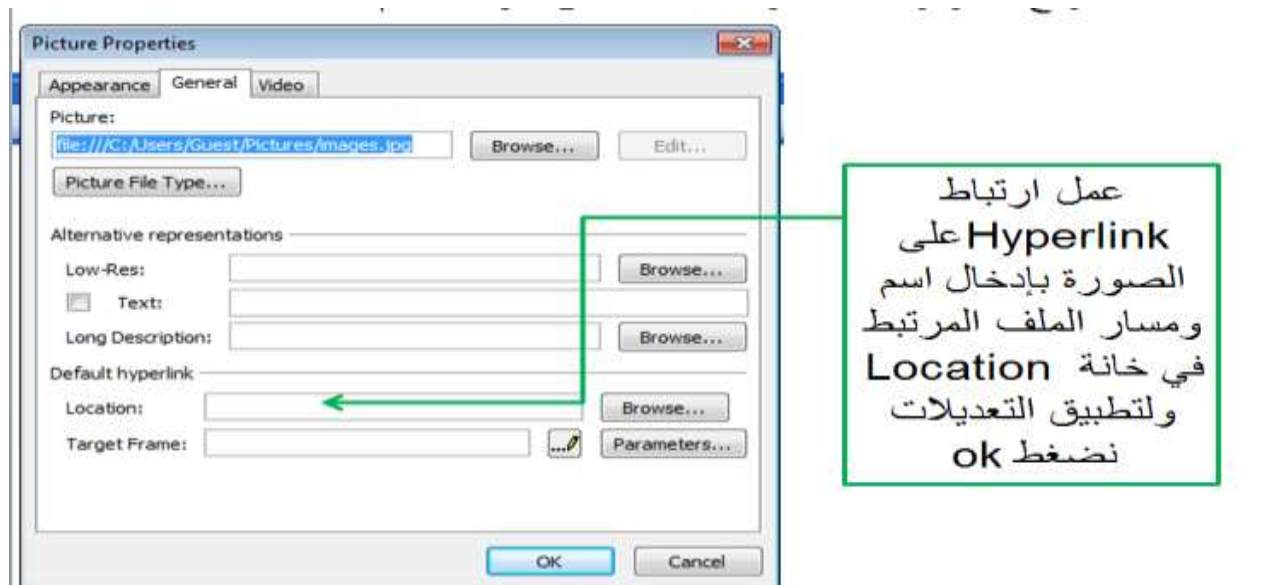 Picture Properties
Appearance General Video
Picture:
file:///C:/Users/Guest/Pictures/images.jpg Browse... Edit...
Picture File Type...
Alternative representations
Low-Res: Browse...
Text:
Long Description: Browse...
Default hyperlink
Location: Browse...
Target Frame: Parameters...
OK Cancel
عمل ارتباط
Hyperlink على
الصورة بإدخال اسم
ومسار الملف المرتبط
في خانة Location
ولتطبيق التعديلات
نضغط ok